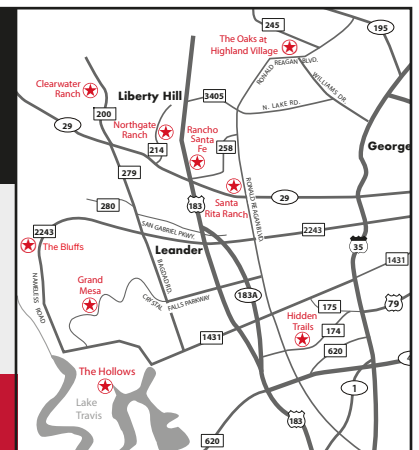 245
195
The Oaks at
Highland Village
RONALD REAGAN BLVD.
WILLIAMS DR.
Clearwater
Ranch
Liberty Hill
3405
N. LAKE RD.
200
29
Northgate
Ranch
Rancho
Santa
Fe
George
214
258
279
RONALD REAGAN BLVD.
280
183
Santa
Rita Ranch
29
2243
SAN GABRIEL PKWY.
2243
The Bluffs
Leander
35
1431
BAGDAD RD.
NAMELESS ROAD
Grand
Mesa
CRYSTAL FALLS PARKWAY
183A
175
79
Hidden
Trails
174
1431
620
4
The Hollows
1
Lake
Travis
183
620